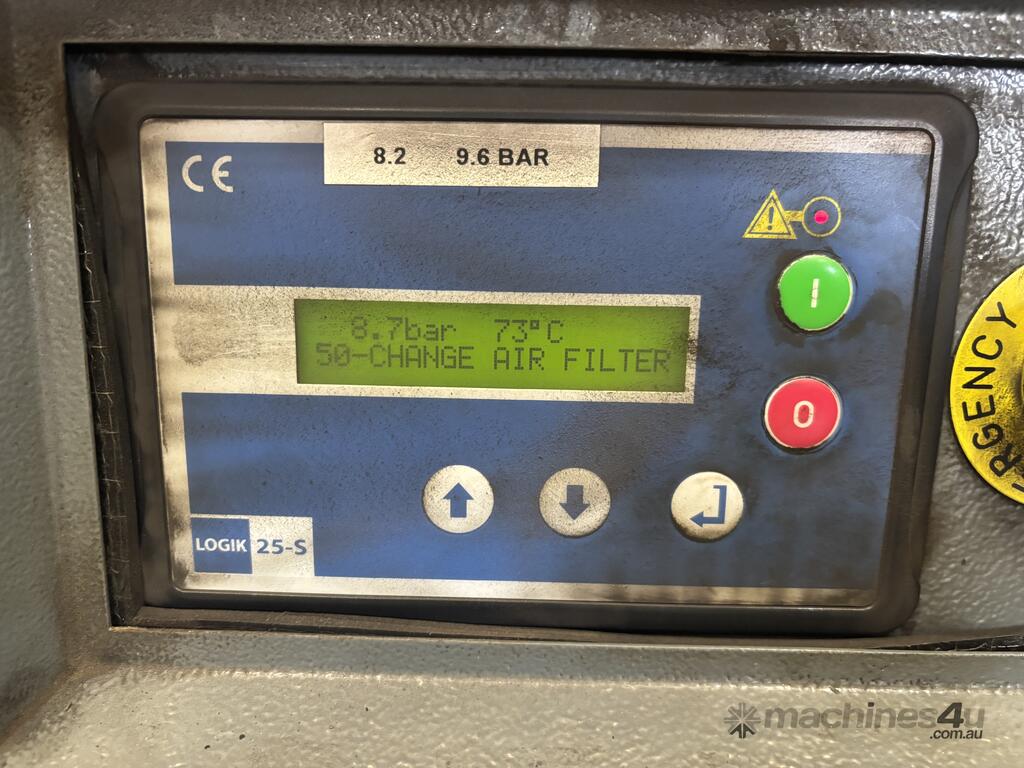 8.2 9.6 BAR
CE
8.7bar 73°C
50-CHANGE AIR FILTER
I
O
LOGIK 25-S
RGENCY
machines4u
.com.au